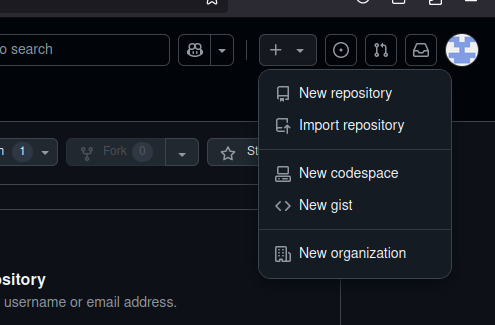 o search
New repository
Import repository
1
Fork 0
St
New codespace
New gist
New organization
sitory
username or email address.